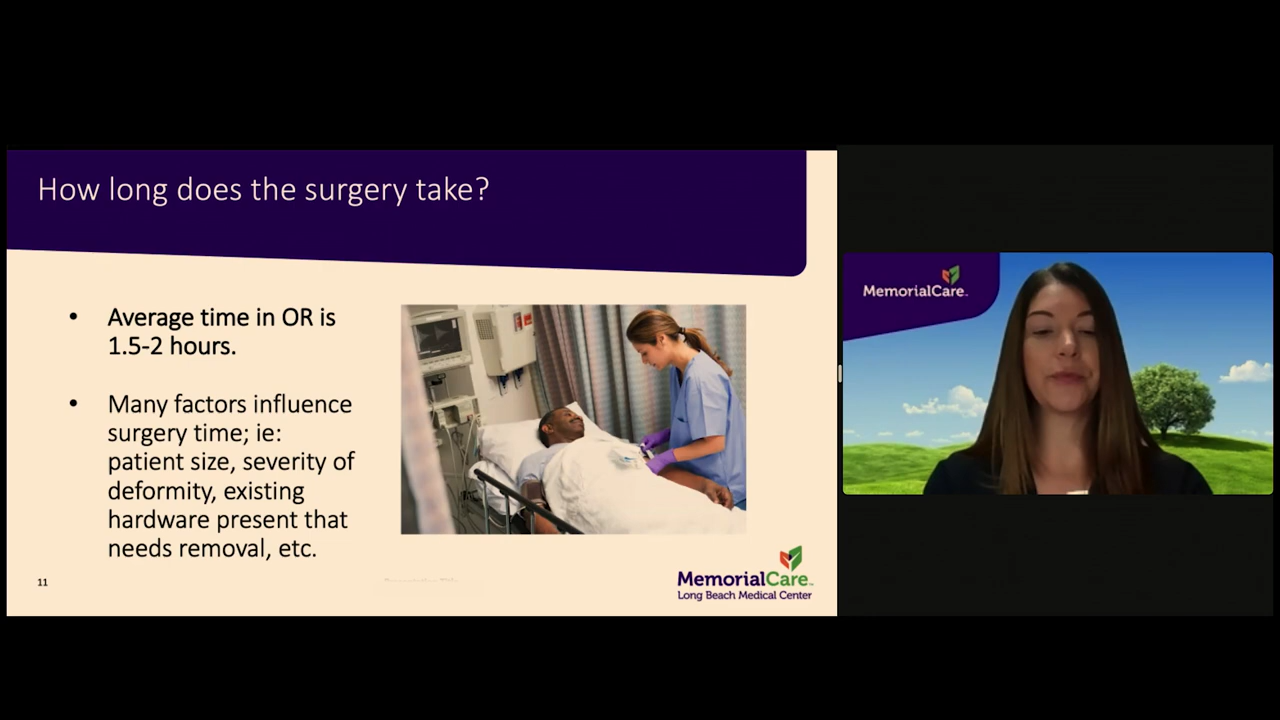 How long does the surgery take?
• Average time in OR is
1.5-2 hours.
• Many factors influence
surgery time; ie:
patient size, severity of
deformity, existing
hardware present that
needs removal, etc.
11
MemorialCare™
Long Beach Medical Center
MemorialCare™